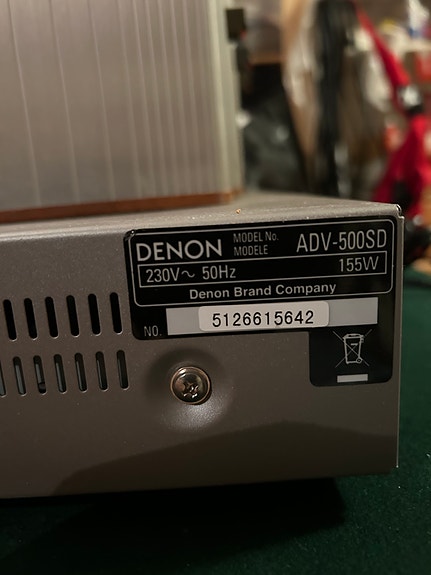 DENON MODEL No. MODELE ADV-500SD
230V～ 50Hz 155W
Denon Brand Company
NO. 5126615642